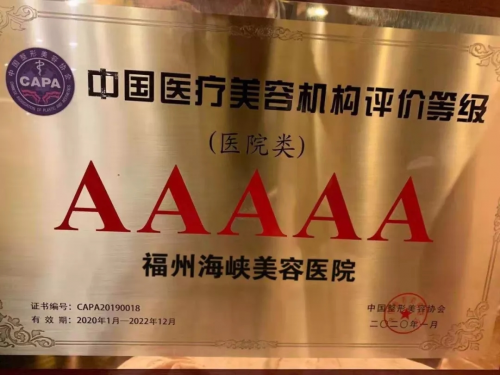 CAPA
中国医疗美容机构评价等级
(医院类)
AAAAA
福州海峡美容医院
证书编号: CAPA20190018
有 效 期: 2020年1月—2022年12月
中国整形美容协会
二〇二〇年一月